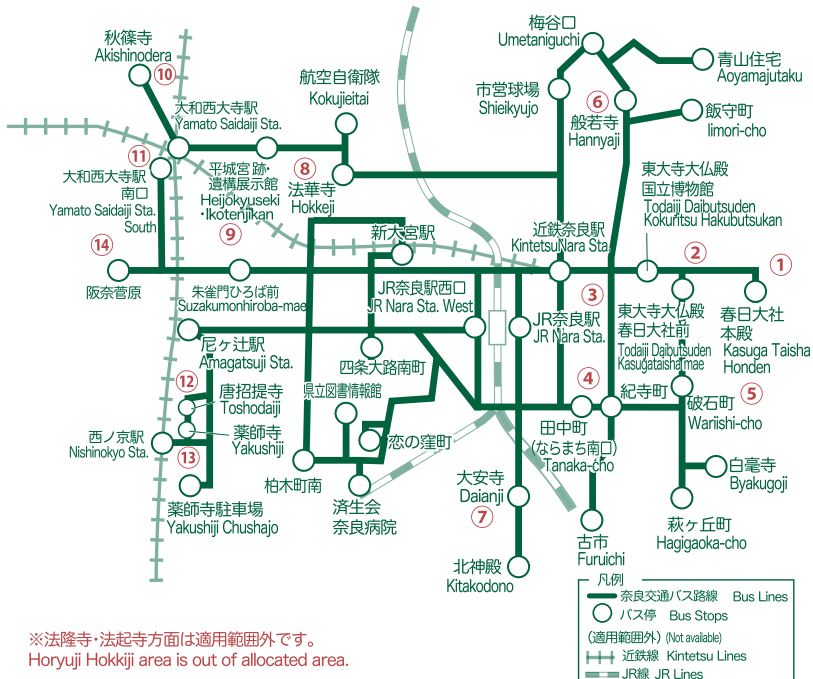 秋篠寺
Akishinodera
⑩
航空自衛隊
Kokujieitai
梅谷口
Umetaniguchi
市営球場
Shieikyujo
青山住宅
Aoyamajutaku
⑥
般若寺
Hannyaji
飯守町
Iimori-cho
大和西大寺駅
Yamato Saidaiji Sta.
⑪
大和西大寺駅
南口
Yamato Saidaiji Sta.
South
平城宮跡・
遺構展示館
Heijokyuseki
・Ikotenjikan
⑨
⑧
法華寺
Hokkeji
新大宮駅
近鉄奈良駅
KintetsuNara Sta.
東大寺大仏殿
国立博物館
Todaiji Daibutsuden
Kokuritsu Hakubutsukan
②
①
⑭
阪奈菅原
朱雀門ひろば前
Suzakumonhiroba-mae
JR奈良駅西口
JR Nara Sta. West
③
JR奈良駅
JR Nara Sta.
東大寺大仏殿
春日大社前
Todaiji Daibutsuden
Kasugataisha mae
春日大社
本殿
Kasuga Taisha
Honden
尼ヶ辻駅
Amagatsuji Sta.
四条大路南町
⑫
唐招提寺
Toshodaiji
県立図書情報館
④
紀寺町
⑤
破石町
Wariishi-cho
西ノ京駅
Nishinokyo Sta.
薬師寺
Yakushiji
⑬
恋の窪町
田中町
(ならまち南口)
Tanaka-cho
白毫寺
Byakugoji
薬師寺駐車場
Yakushiji Chushajo
柏木町南
済生会
奈良病院
大安寺
Daianji
⑦
萩ヶ丘町
Hagigaoka-cho
古市
Furuichi
北神殿
Kitakodono
凡例
奈良交通バス路線 Bus Lines
バス停 Bus Stops
(適用範囲外) (Not available)
近鉄線 Kintetsu Lines
JR線 JR Lines
※法隆寺・法起寺方面は適用範囲外です。
Horyuji Hokkiji area is out of allocated area.